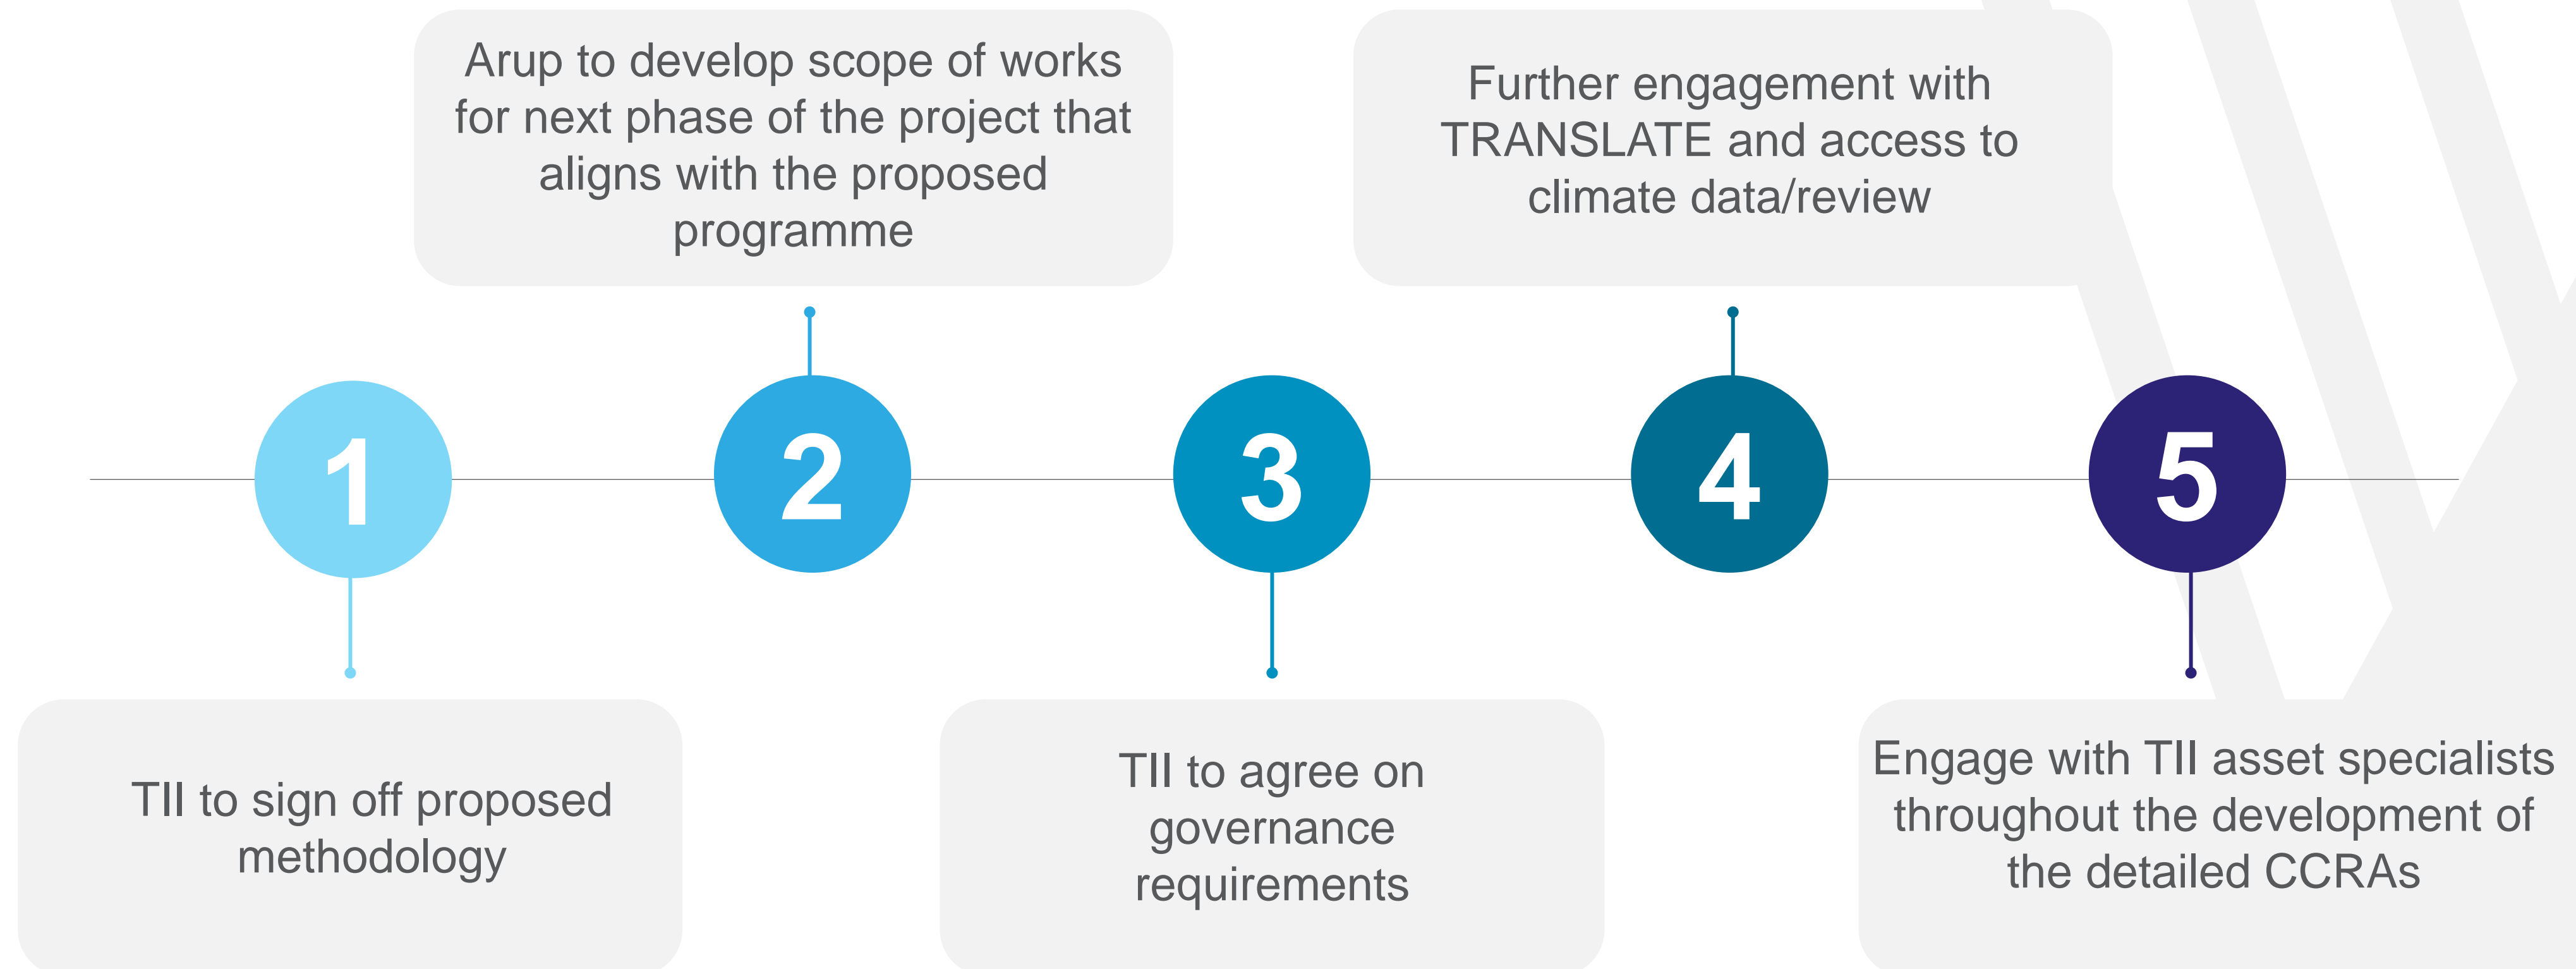 Arup to develop scope of works
for next phase of the project that
aligns with the proposed
programme
Further engagement with
TRANSLATE and access to
climate data/review
1
2
3
4
5
TII to sign off proposed
methodology
TII to agree on
governance
requirements
Engage with TII asset specialists
throughout the development of
the detailed CCRAs